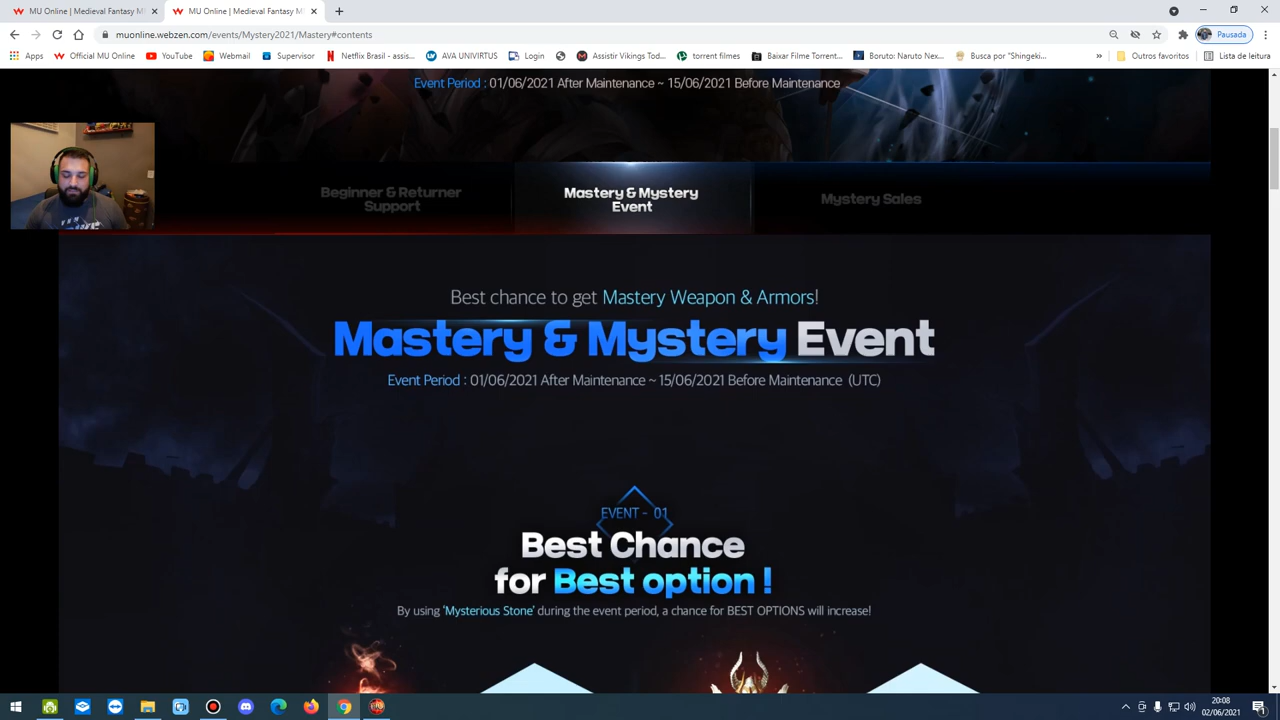 MU Online | Medieval Fantasy M
MU Online | Medieval Fantasy M
muonline.webzen.com/events/Mystery2021/Mastery#contents
Pausada
Apps
Official MU Online
YouTube
Webmail
Supervisor
Netflix Brasil - assis...
AVA UNIVIRTUS
Login
Assistir Vikings Tod...
torrent filmes
Baixar Filme Torrent...
Boruto: Naruto Nex...
Busca por "Shingeki...
»
Outros favoritos
Lista de leitura
Event Period : 01/06/2021 After Maintenance ~ 15/06/2021 Before Maintenance
Beginner & Returner
Support
Mastery & Mystery
Event
Mystery Sales
Best chance to get Mastery Weapon & Armors!
Mastery & Mystery Event
Event Period : 01/06/2021 After Maintenance ~ 15/06/2021 Before Maintenance (UTC)
EVENT - 01
Best Chance
for Best option !
By using 'Mysterious Stone' during the event period, a chance for BEST OPTIONS will increase!
20:08
02/06/2021